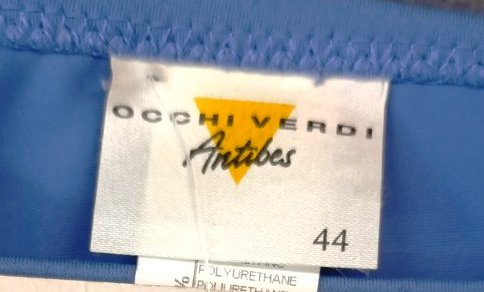 OCCHI VERDI
Antibes
44
POLYURETHANE